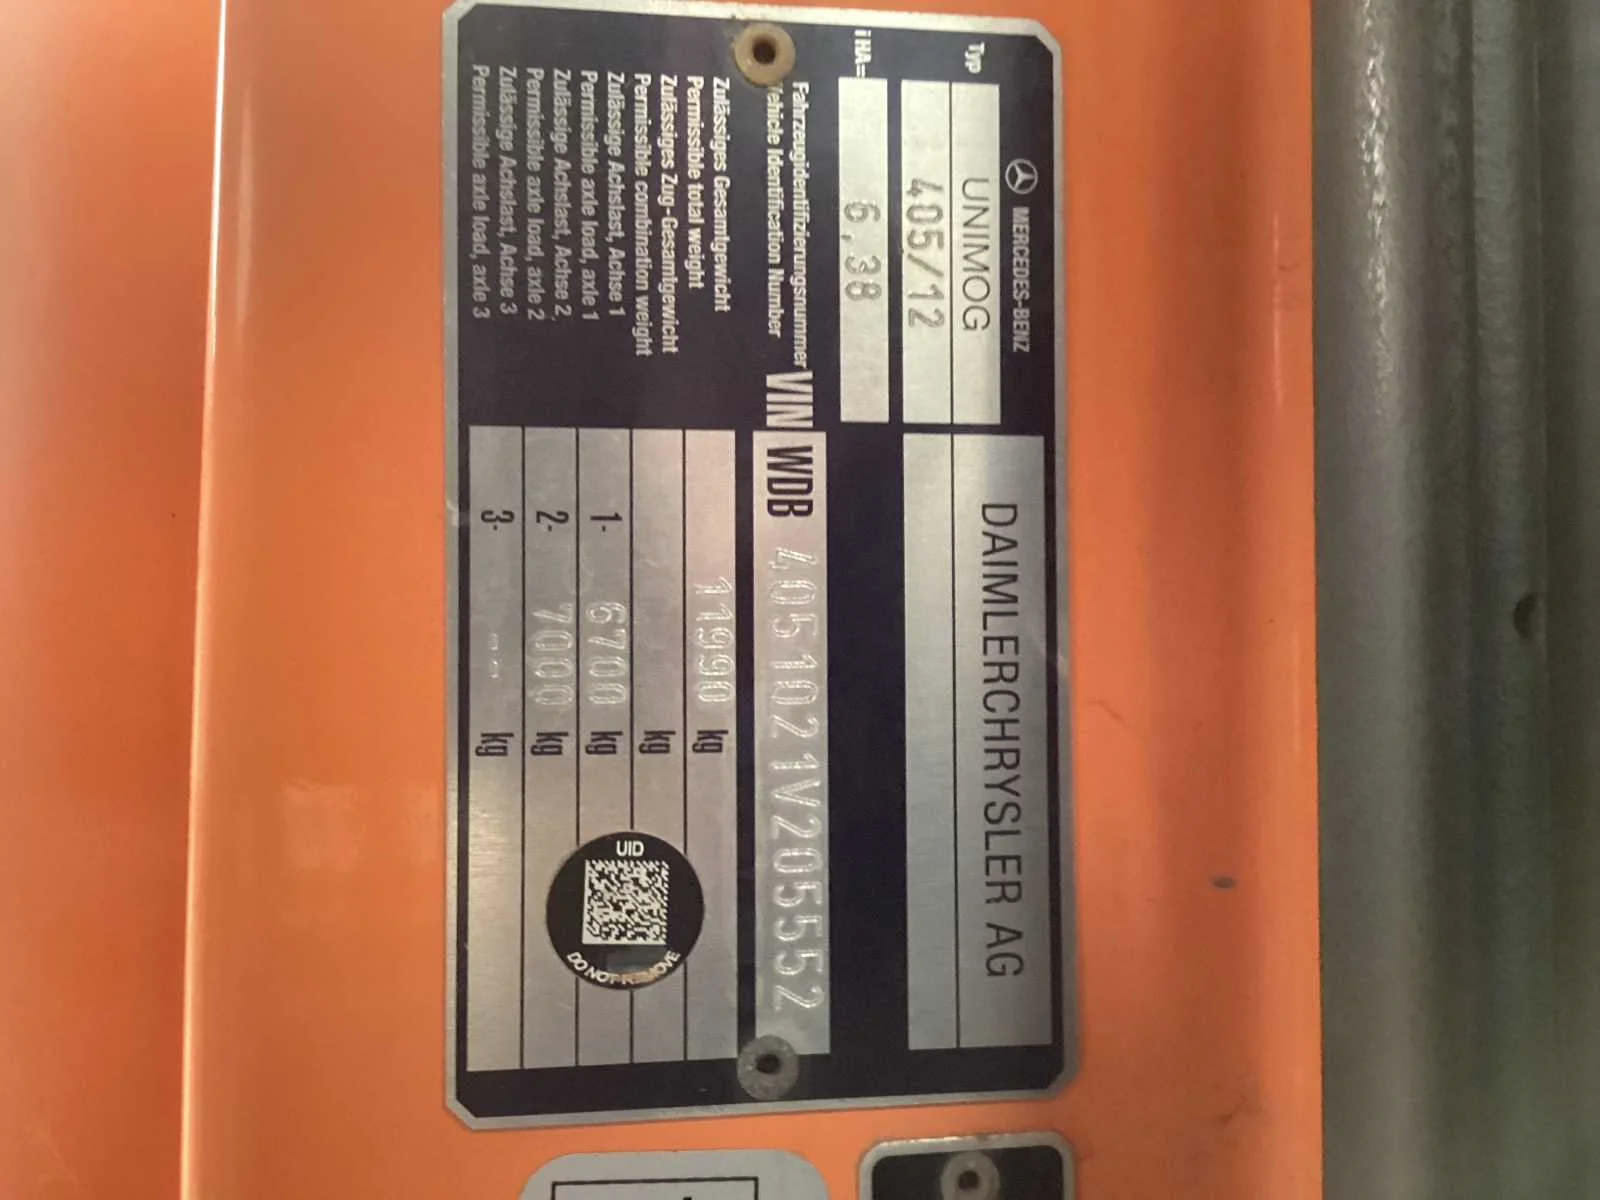 MERCEDES-BENZ
DAIMLERCHRYSLER AG
Typ
UNIMOG
405/12
iHA= 6,38
Fahrzeugidentifizierungsnummer
Vehicle Identification Number
VIN WDB 4051021V205552
Zulässiges Gesamtgewicht
Permissible total weight
11990 kg
Zulässiges Zug-Gesamtgewicht
Permissible combination weight
kg
Zulässige Achslast, Achse 1
Permissible axle load, axle 1
1- 6700 kg
Zulässige Achslast, Achse 2
Permissible axle load, axle 2
2- 7000 kg
Zulässige Achslast, Achse 3
Permissible axle load, axle 3
3- -- kg
UID
DO NOT REMOVE